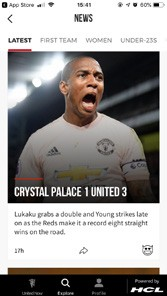 App Store 15:41 60%
NEWS
LATEST FIRST TEAM WOMEN UNDER-23S
CRYSTAL PALACE 1 UNITED 3
Lukaku grabs a double and Young strikes late
on as the Reds make it a record eight straight
wins on the road.
17h
United Now Explore Profile Powered by
HCL